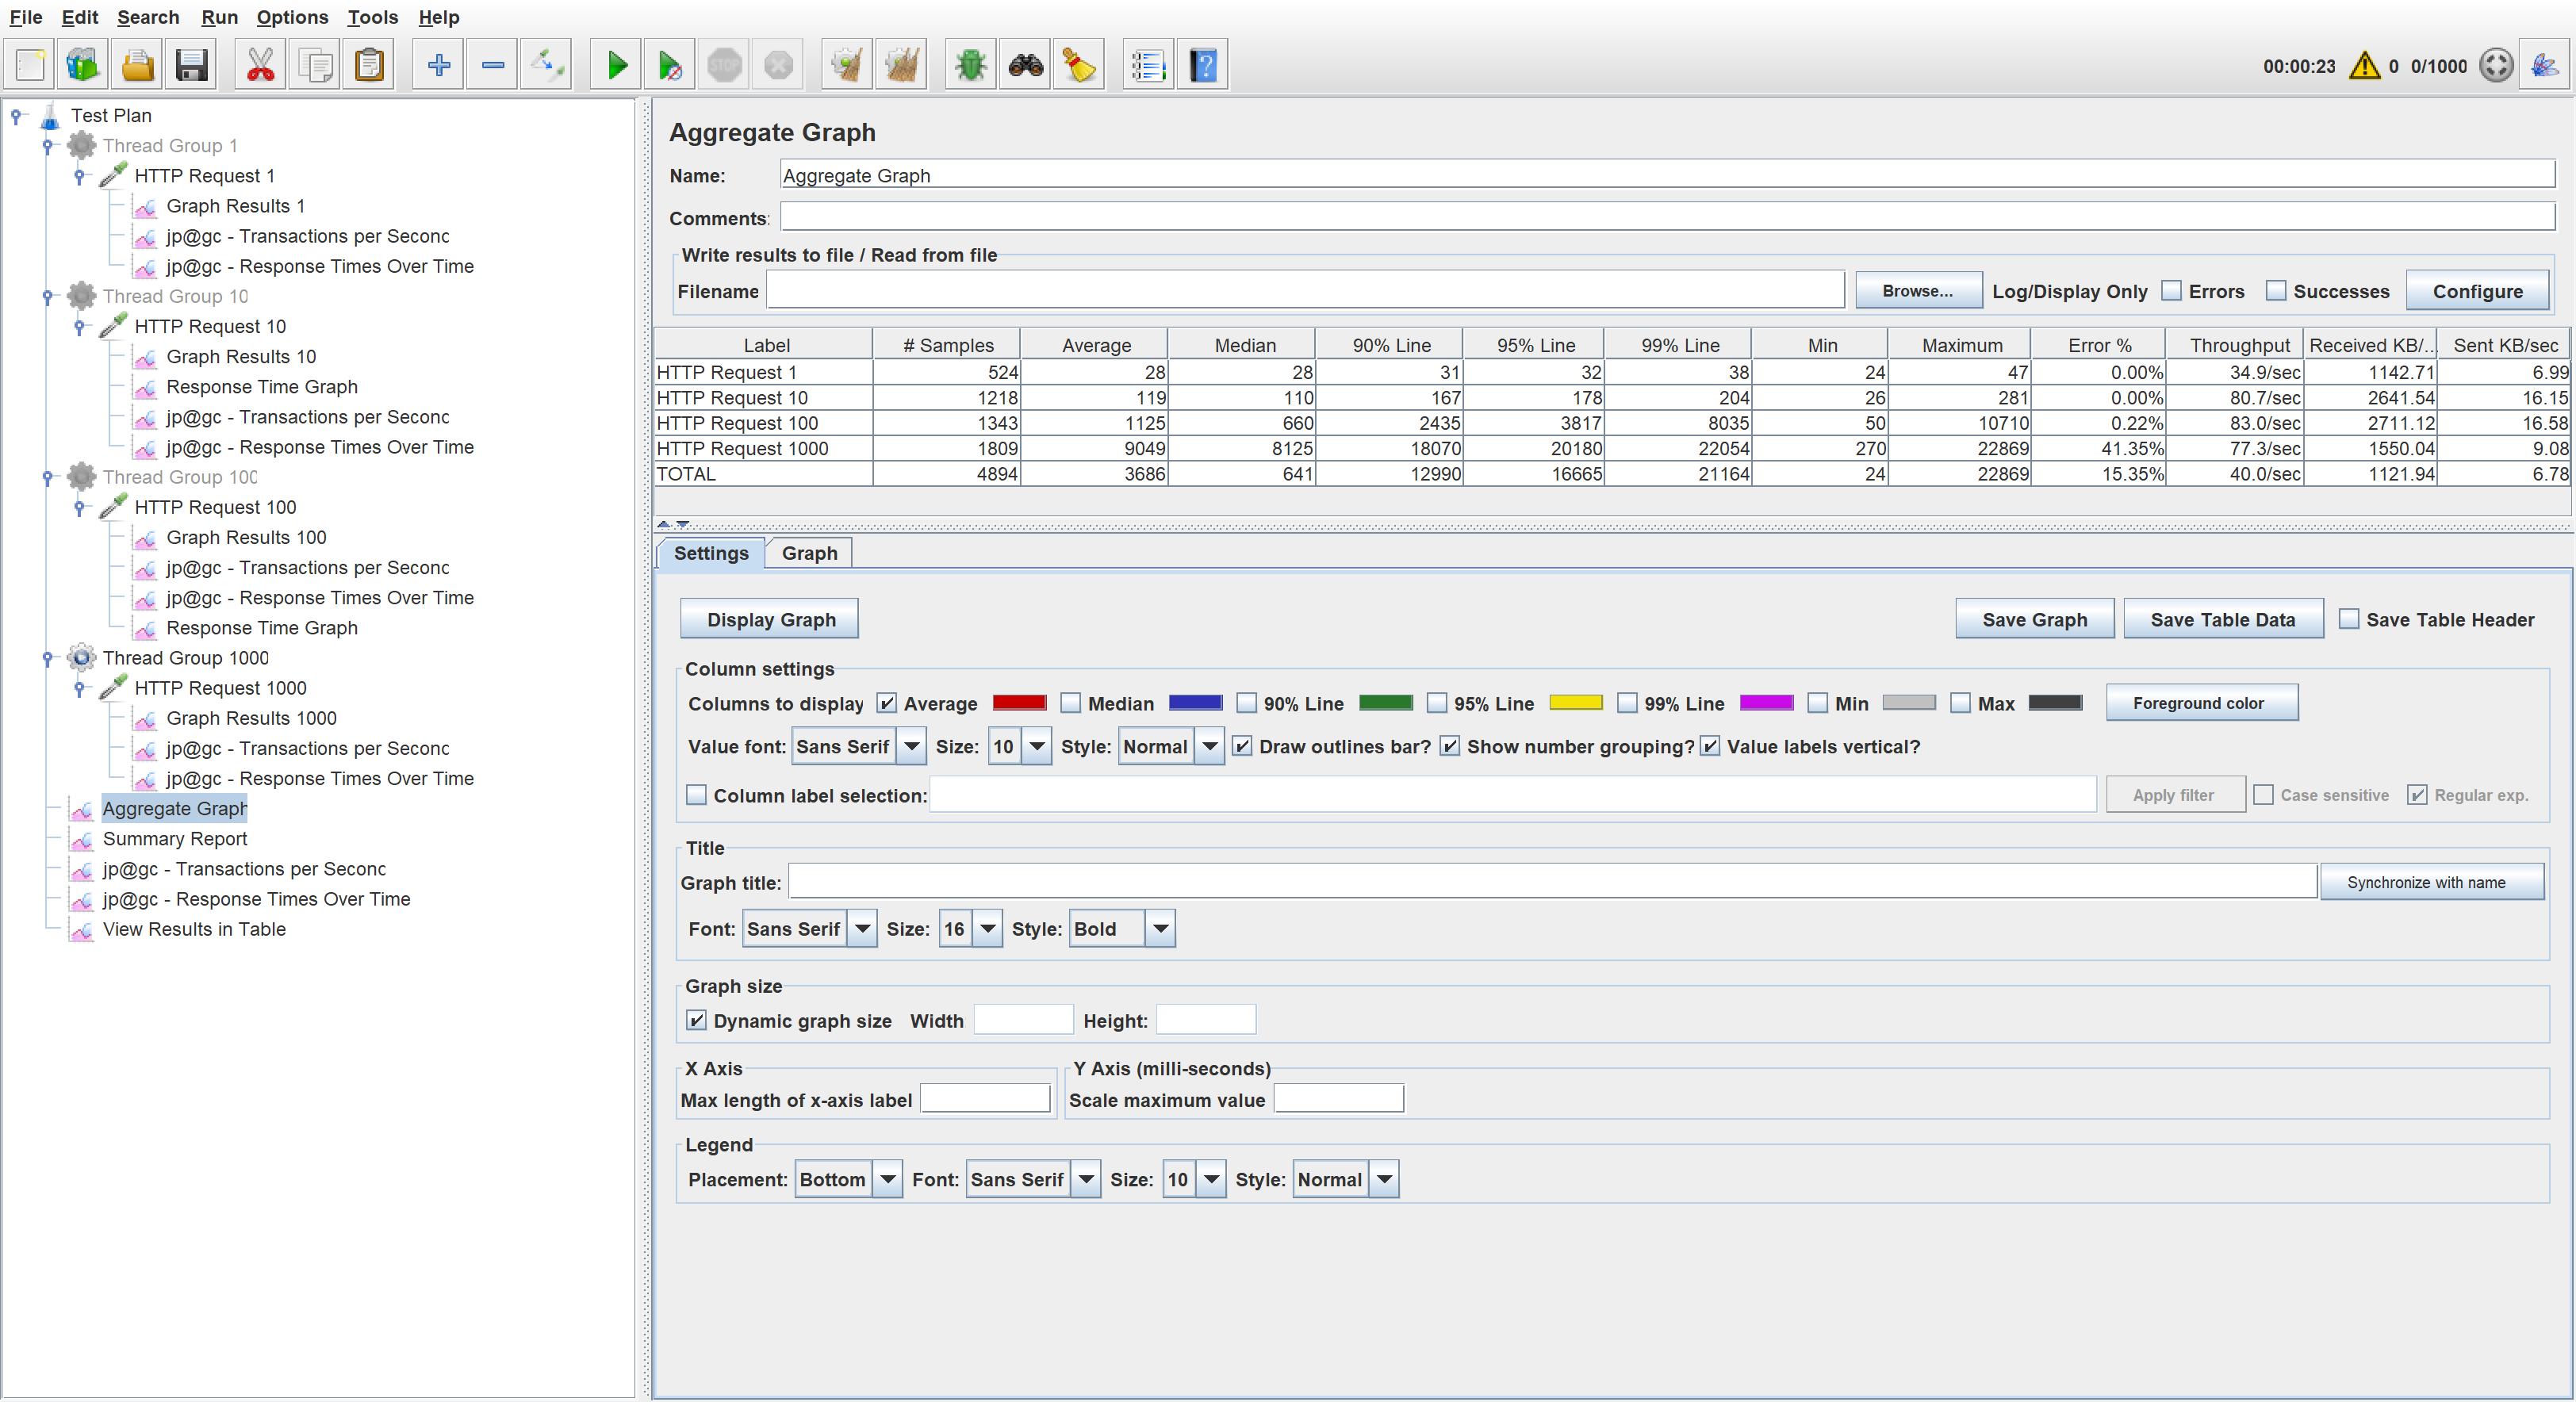 File Edit Search Run Options Tools Help
STOP 00:00:23 0 0/1000
Test Plan
Thread Group 1
HTTP Request 1
Graph Results 1
jp@gc - Transactions per Second
jp@gc - Response Times Over Time
Thread Group 10
HTTP Request 10
Graph Results 10
Response Time Graph
jp@gc - Transactions per Second
jp@gc - Response Times Over Time
Thread Group 100
HTTP Request 100
Graph Results 100
jp@gc - Transactions per Second
jp@gc - Response Times Over Time
Response Time Graph
Thread Group 1000
HTTP Request 1000
Graph Results 1000
jp@gc - Transactions per Second
jp@gc - Response Times Over Time
Aggregate Graph
Summary Report
jp@gc - Transactions per Second
jp@gc - Response Times Over Time
View Results in Table
Aggregate Graph
Name: Aggregate Graph
Comments:
Write results to file / Read from file
Filename Browse... Log/Display Only Errors Successes Configure
Label # Samples Average Median 90% Line 95% Line 99% Line Min Maximum Error % Throughput Received KB/... Sent KB/sec
HTTP Request 1 524 28 28 31 32 38 24 47 0.00% 34.9/sec 1142.71 6.99
HTTP Request 10 1218 119 110 167 178 204 26 281 0.00% 80.7/sec 2641.54 16.15
HTTP Request 100 1343 1125 660 2435 3817 8035 50 10710 0.22% 83.0/sec 2711.12 16.58
HTTP Request 1000 1809 9049 8125 18070 20180 22054 270 22869 41.35% 77.3/sec 1550.04 9.08
TOTAL 4894 3686 641 12990 16665 21164 24 22869 15.35% 40.0/sec 1121.94 6.78
Settings Graph
Display Graph Save Graph Save Table Data Save Table Header
Column settings
Columns to display Average Median 90% Line 95% Line 99% Line Min Max Foreground color
Value font: Sans Serif Size: 10 Style: Normal Draw outlines bar? Show number grouping? Value labels vertical?
Column label selection: Apply filter Case sensitive Regular exp.
Title
Graph title: Synchronize with name
Font: Sans Serif Size: 16 Style: Bold
Graph size
Dynamic graph size Width Height:
X Axis Y Axis (milli-seconds)
Max length of x-axis label Scale maximum value
Legend
Placement: Bottom Font: Sans Serif Size: 10 Style: Normal